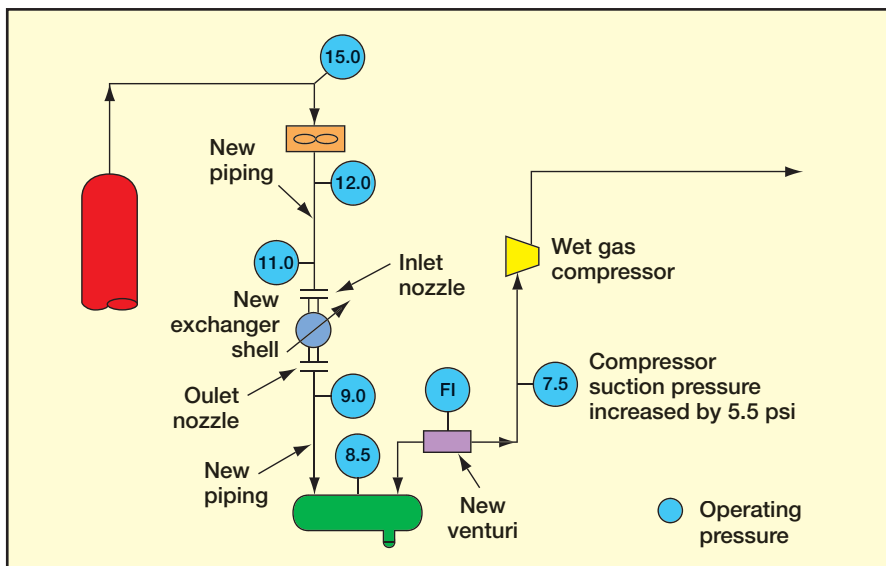 15.0
New
piping
12.0
11.0
Inlet
nozzle
New
exchanger
shell
Wet gas
compressor
Oulet
nozzle
9.0
FI
7.5
Compressor
suction pressure
increased by 5.5 psi
New
piping
8.5
New
venturi
Operating
pressure